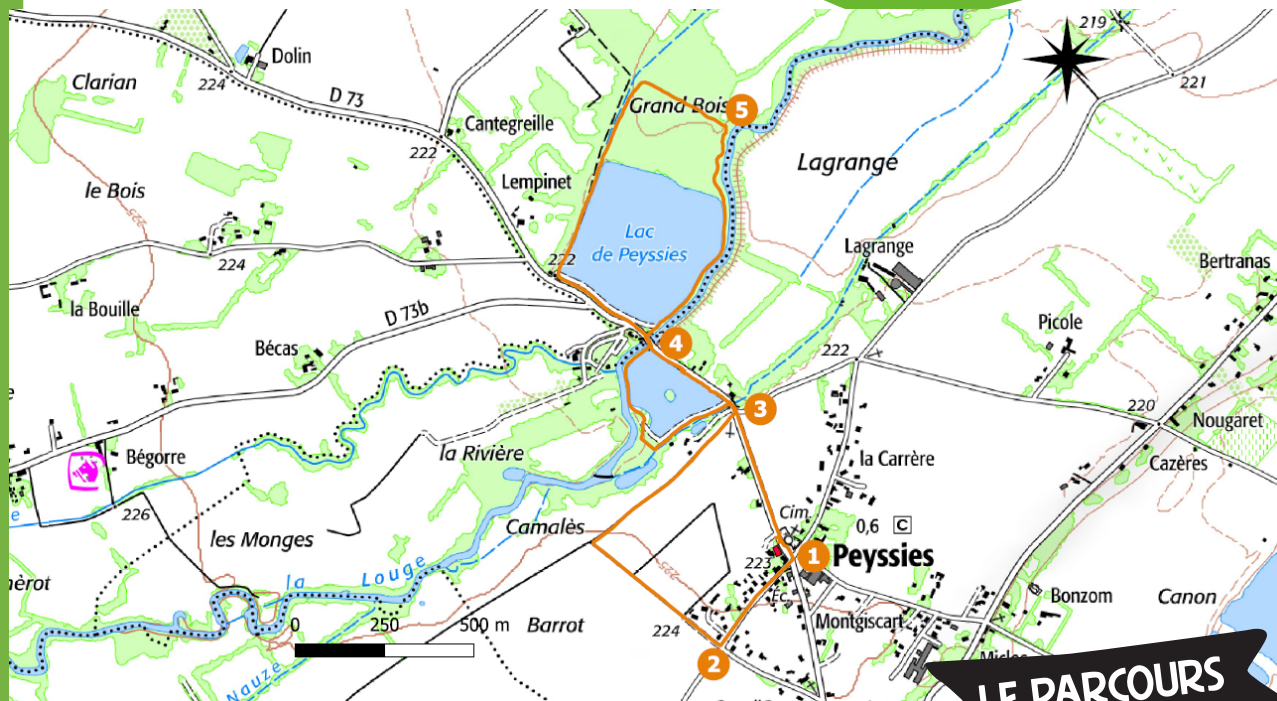 219
Dolin
Clarian
224
D 73
221
Grand Bois
5
Cantegreille
222
Lagrange
Lempinet
le Bois
Lac
de Peyssies
Lagrange
224
222
Bertranas
la Bouille
D 73b
Picole
Bécas
4
222
3
220
Nougaret
la Rivière
Bégorre
la Carrère
Cazères
226
Cim.
0,6 C
Camalès
les Monges
1 Peyssies
223
225
la Louge
Ec.
Bonzom
Canon
0 250 500 m
Barrot
224
Montgiscart
2
Nauze
LE PARCOURS